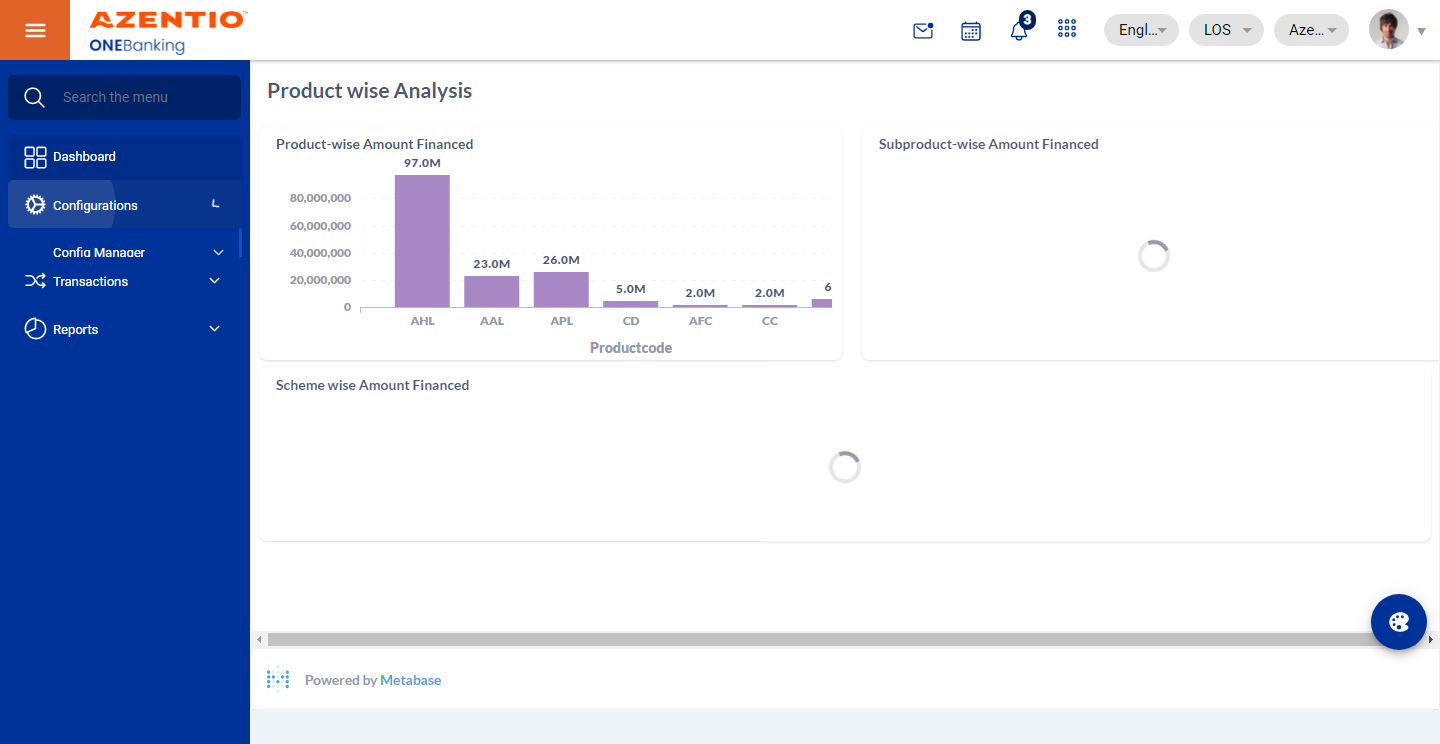 AZENTIO™
ONEBanking
3
Engl...
LOS
Aze...
Search the menu
Dashboard
Configurations
Config Manager
Transactions
Reports
Product wise Analysis
Product-wise Amount Financed
97.0M
80,000,000
60,000,000
40,000,000
20,000,000
0
23.0M
26.0M
5.0M
2.0M
2.0M
6
AHL
AAL
APL
CD
AFC
CC
Productcode
Subproduct-wise Amount Financed
Scheme wise Amount Financed
Powered by Metabase